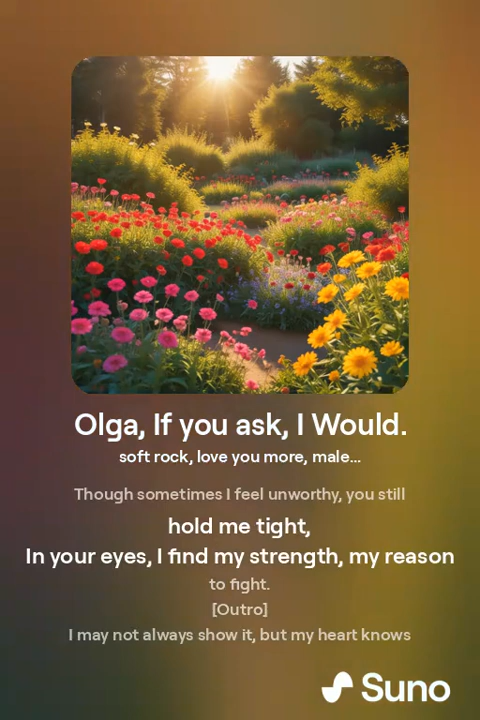 Olga, If you ask, I Would.
soft rock, love you more, male...
Though sometimes I feel unworthy, you still
hold me tight,
In your eyes, I find my strength, my reason
to fight.
[Outro]
I may not always show it, but my heart knows
Suno